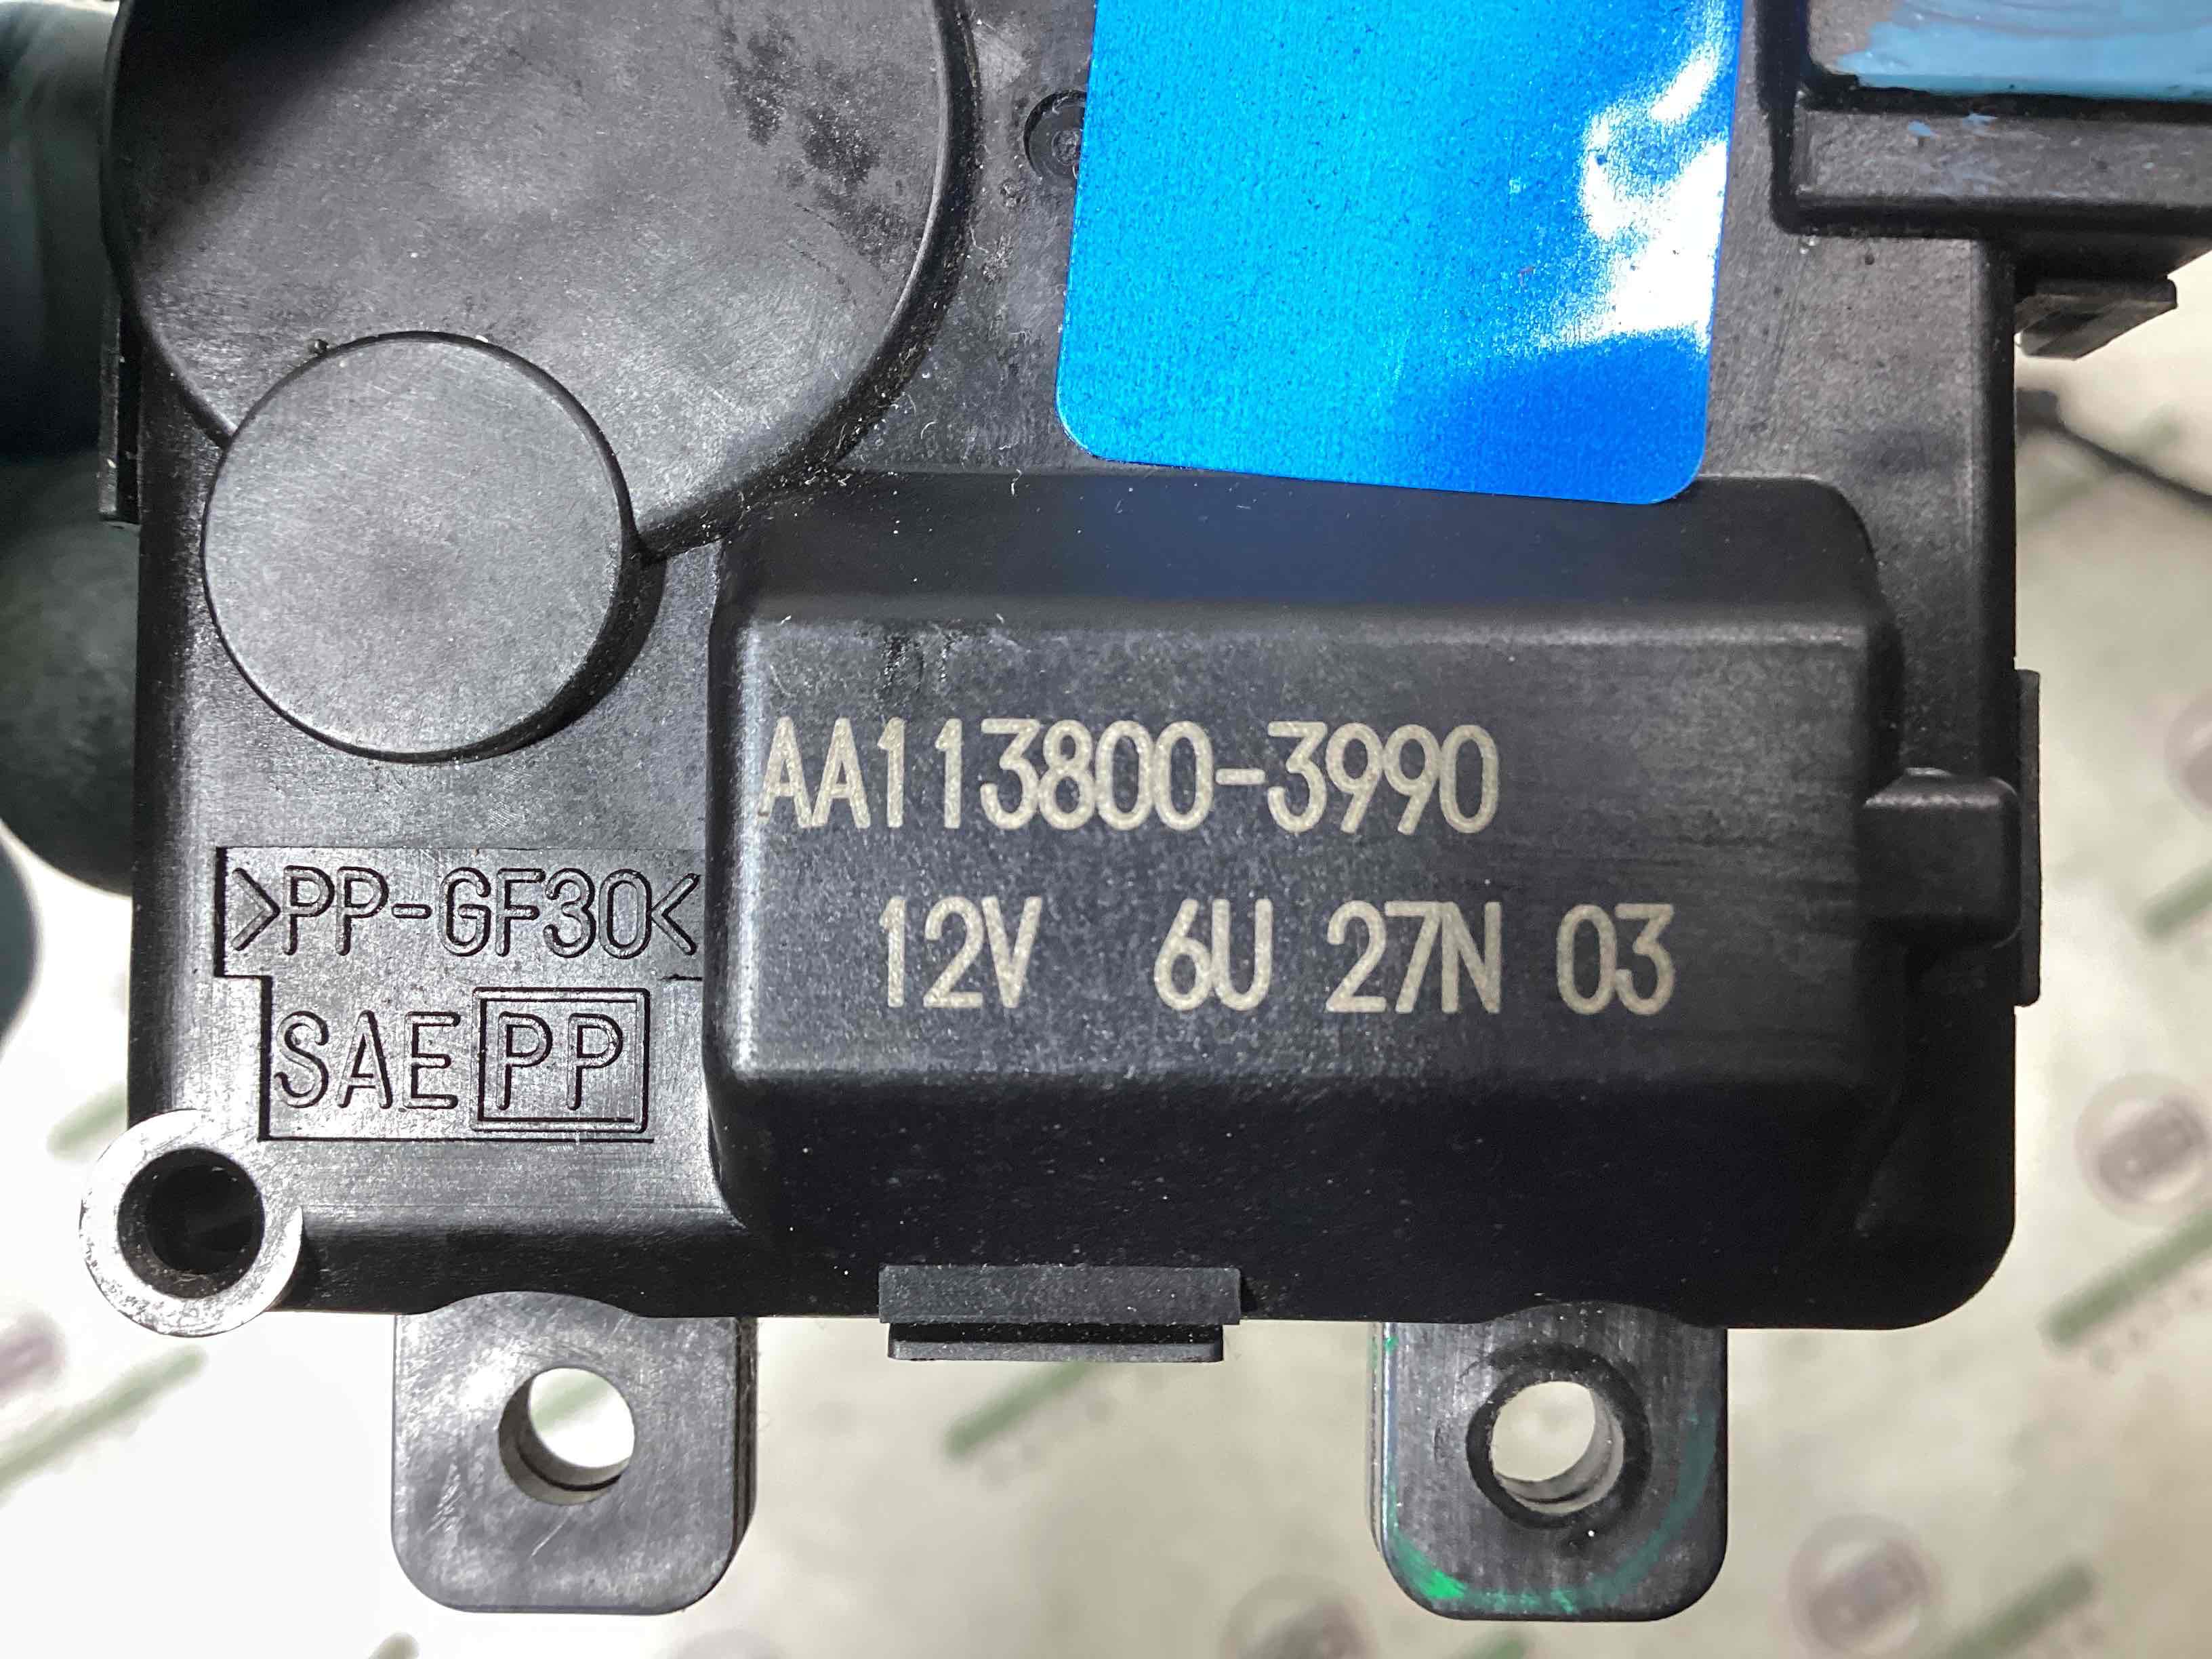 AA113800-3990
12V 6U 27N 03
>PP-GF30<
SAE PP